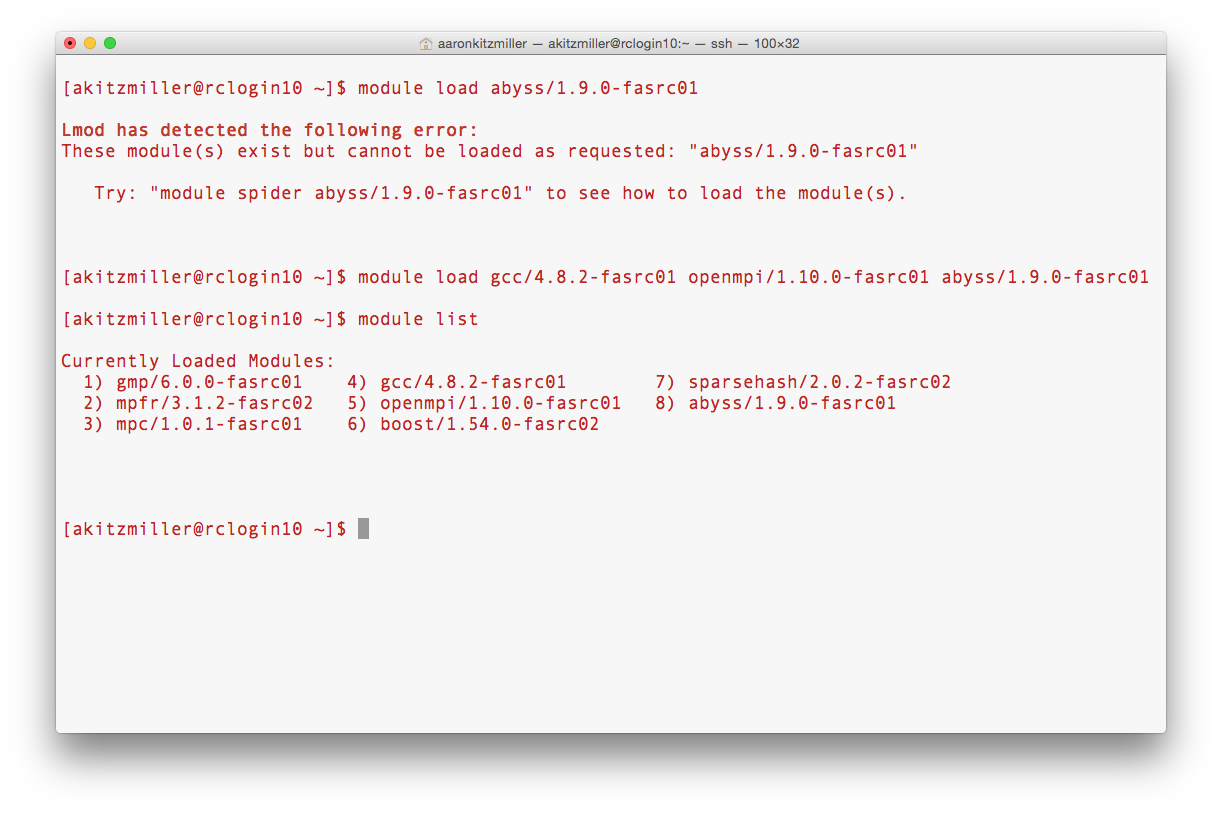 aaronkitzmiller — akitzmiller@rclogin10:~ — ssh — 100×32
[akitzmiller@rclogin10 ~]$ module load abyss/1.9.0-fasrc01
Lmod has detected the following error:
These module(s) exist but cannot be loaded as requested: "abyss/1.9.0-fasrc01"
Try: "module spider abyss/1.9.0-fasrc01" to see how to load the module(s).
[akitzmiller@rclogin10 ~]$ module load gcc/4.8.2-fasrc01 openmpi/1.10.0-fasrc01 abyss/1.9.0-fasrc01
[akitzmiller@rclogin10 ~]$ module list
Currently Loaded Modules:
1) gmp/6.0.0-fasrc01 4) gcc/4.8.2-fasrc01 7) sparsehash/2.0.2-fasrc02
2) mpfr/3.1.2-fasrc02 5) openmpi/1.10.0-fasrc01 8) abyss/1.9.0-fasrc01
3) mpc/1.0.1-fasrc01 6) boost/1.54.0-fasrc02
[akitzmiller@rclogin10 ~]$